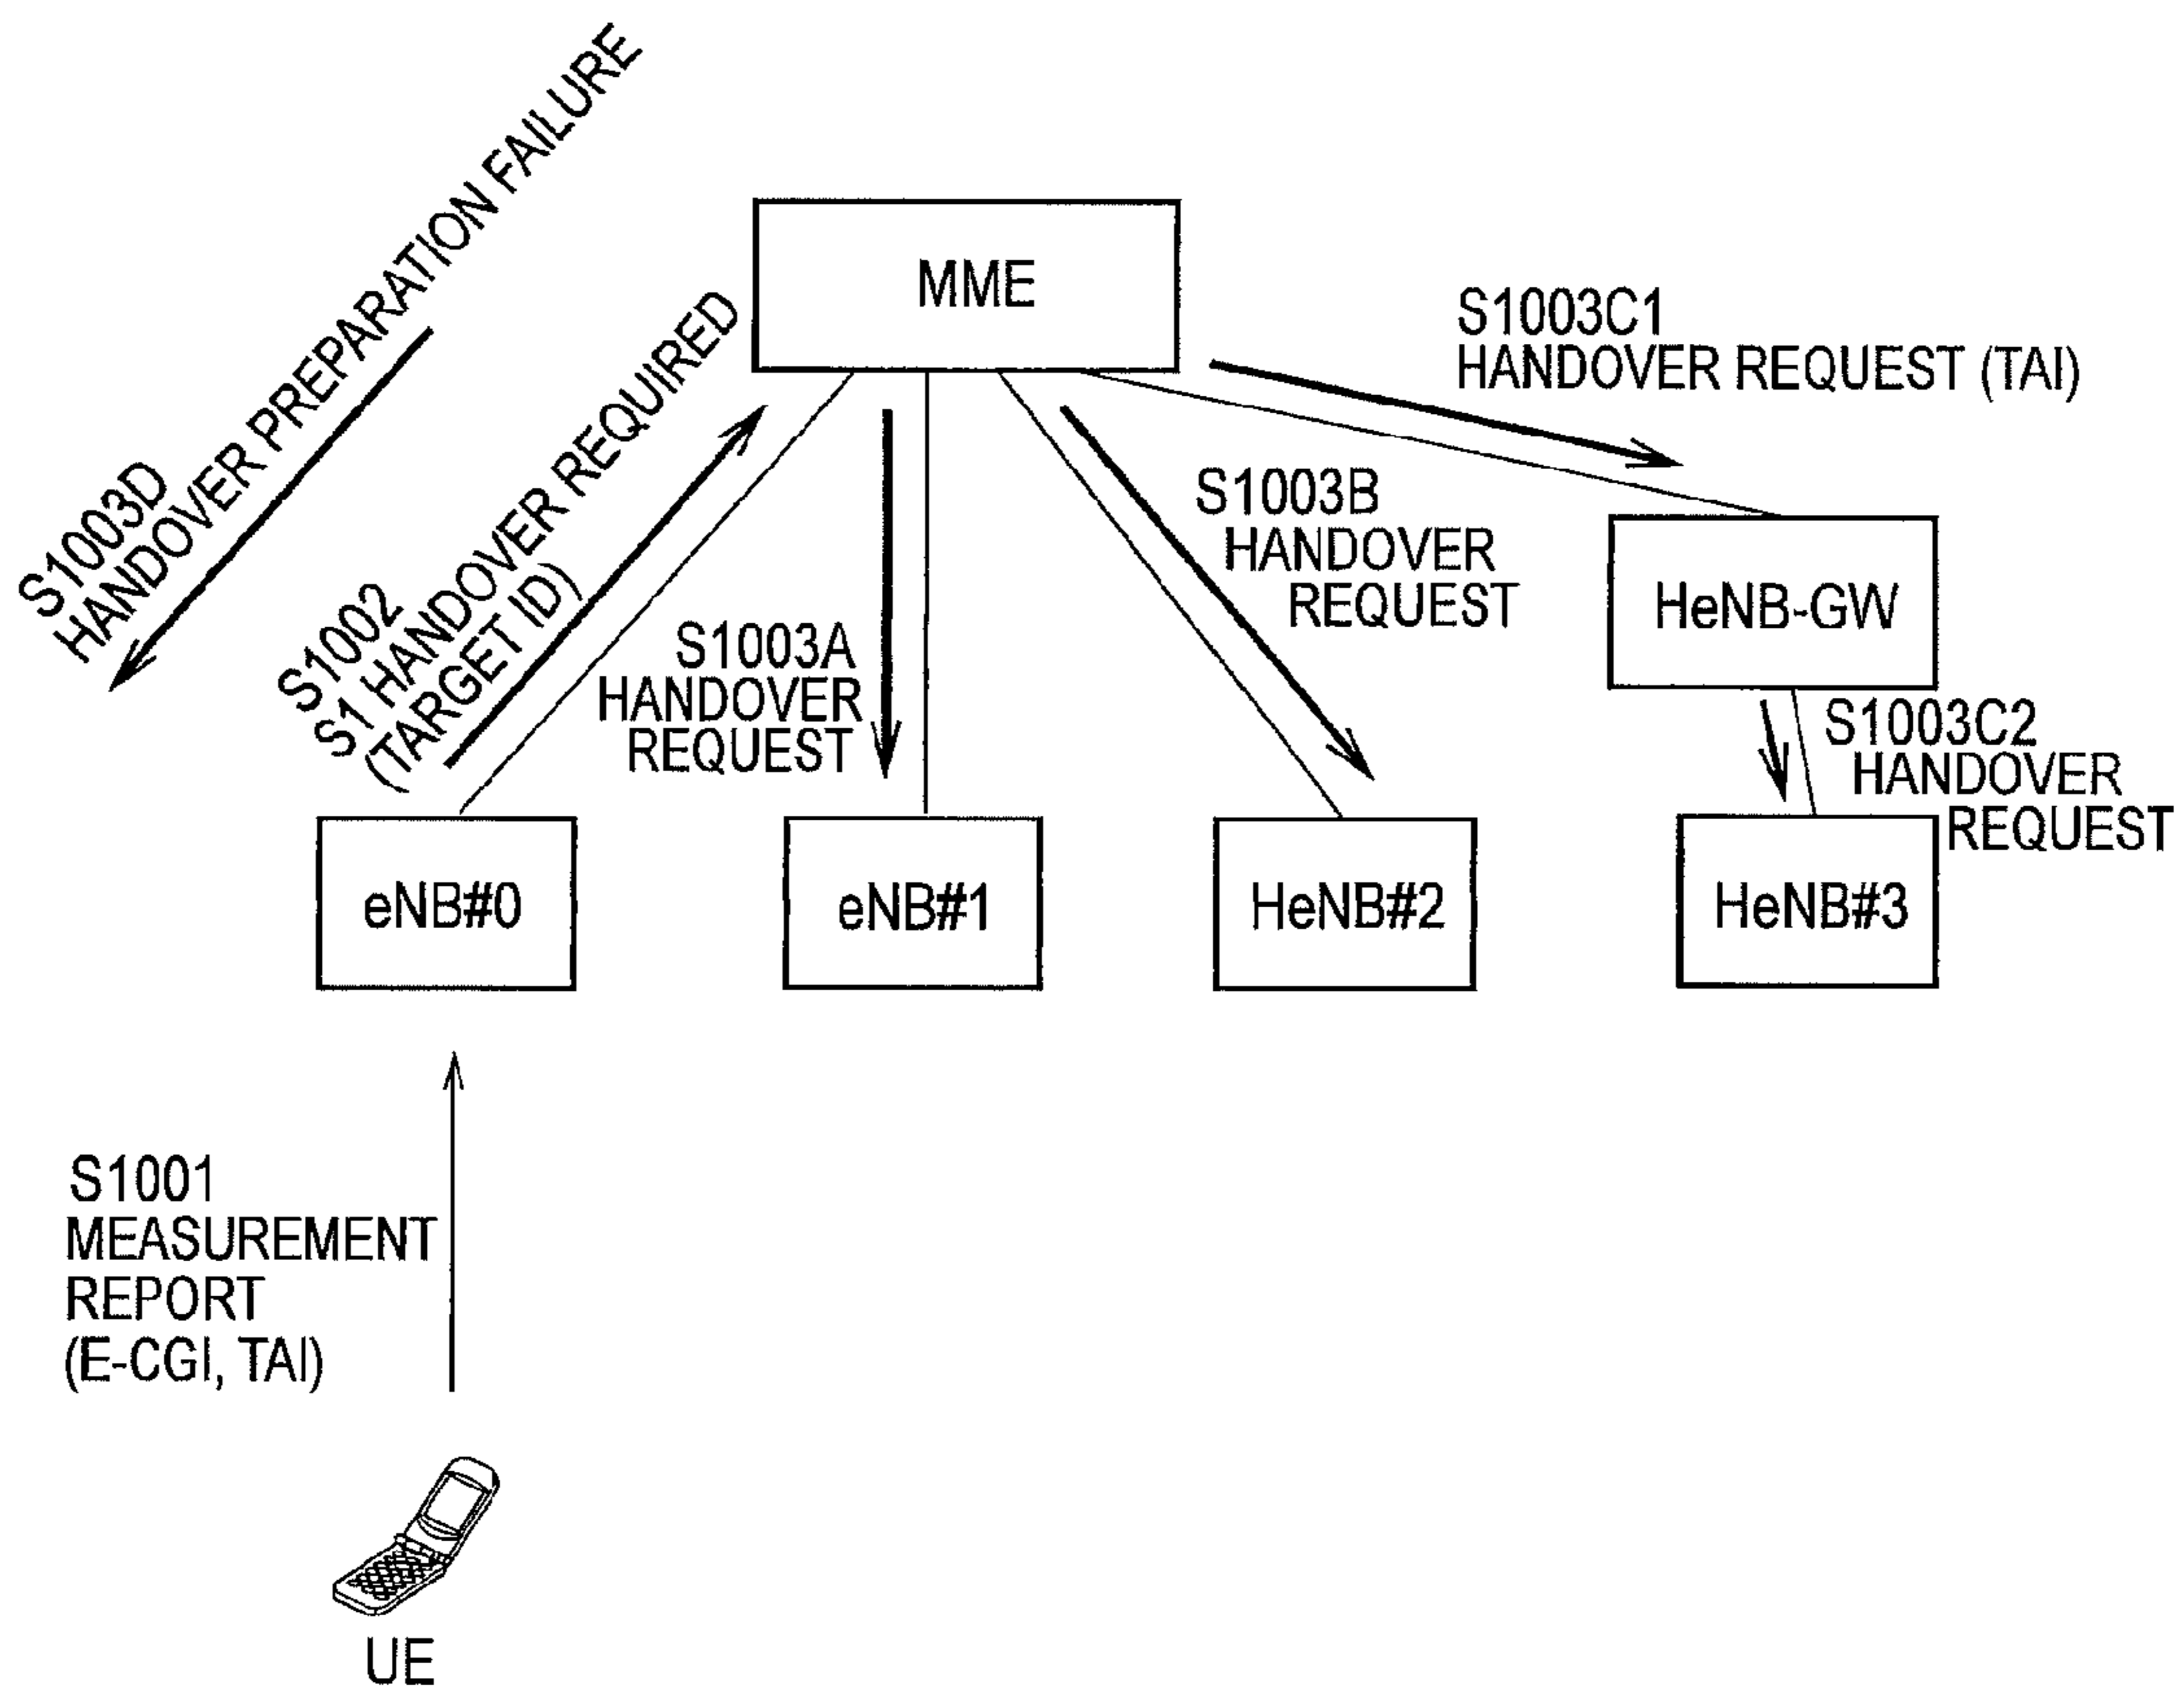 S1003D
HANDOVER PREPARATION FAILURE
S1002
S1 HANDOVER REQUIRED
(TARGET ID)
MME
S1003C1
HANDOVER REQUEST (TAI)
S1003B
HANDOVER
REQUEST
HeNB-GW
S1003A
HANDOVER
REQUEST
S1003C2
HANDOVER
REQUEST
eNB#0
eNB#1
HeNB#2
HeNB#3
S1001
MEASUREMENT
REPORT
(E-CGI, TAI)
UE